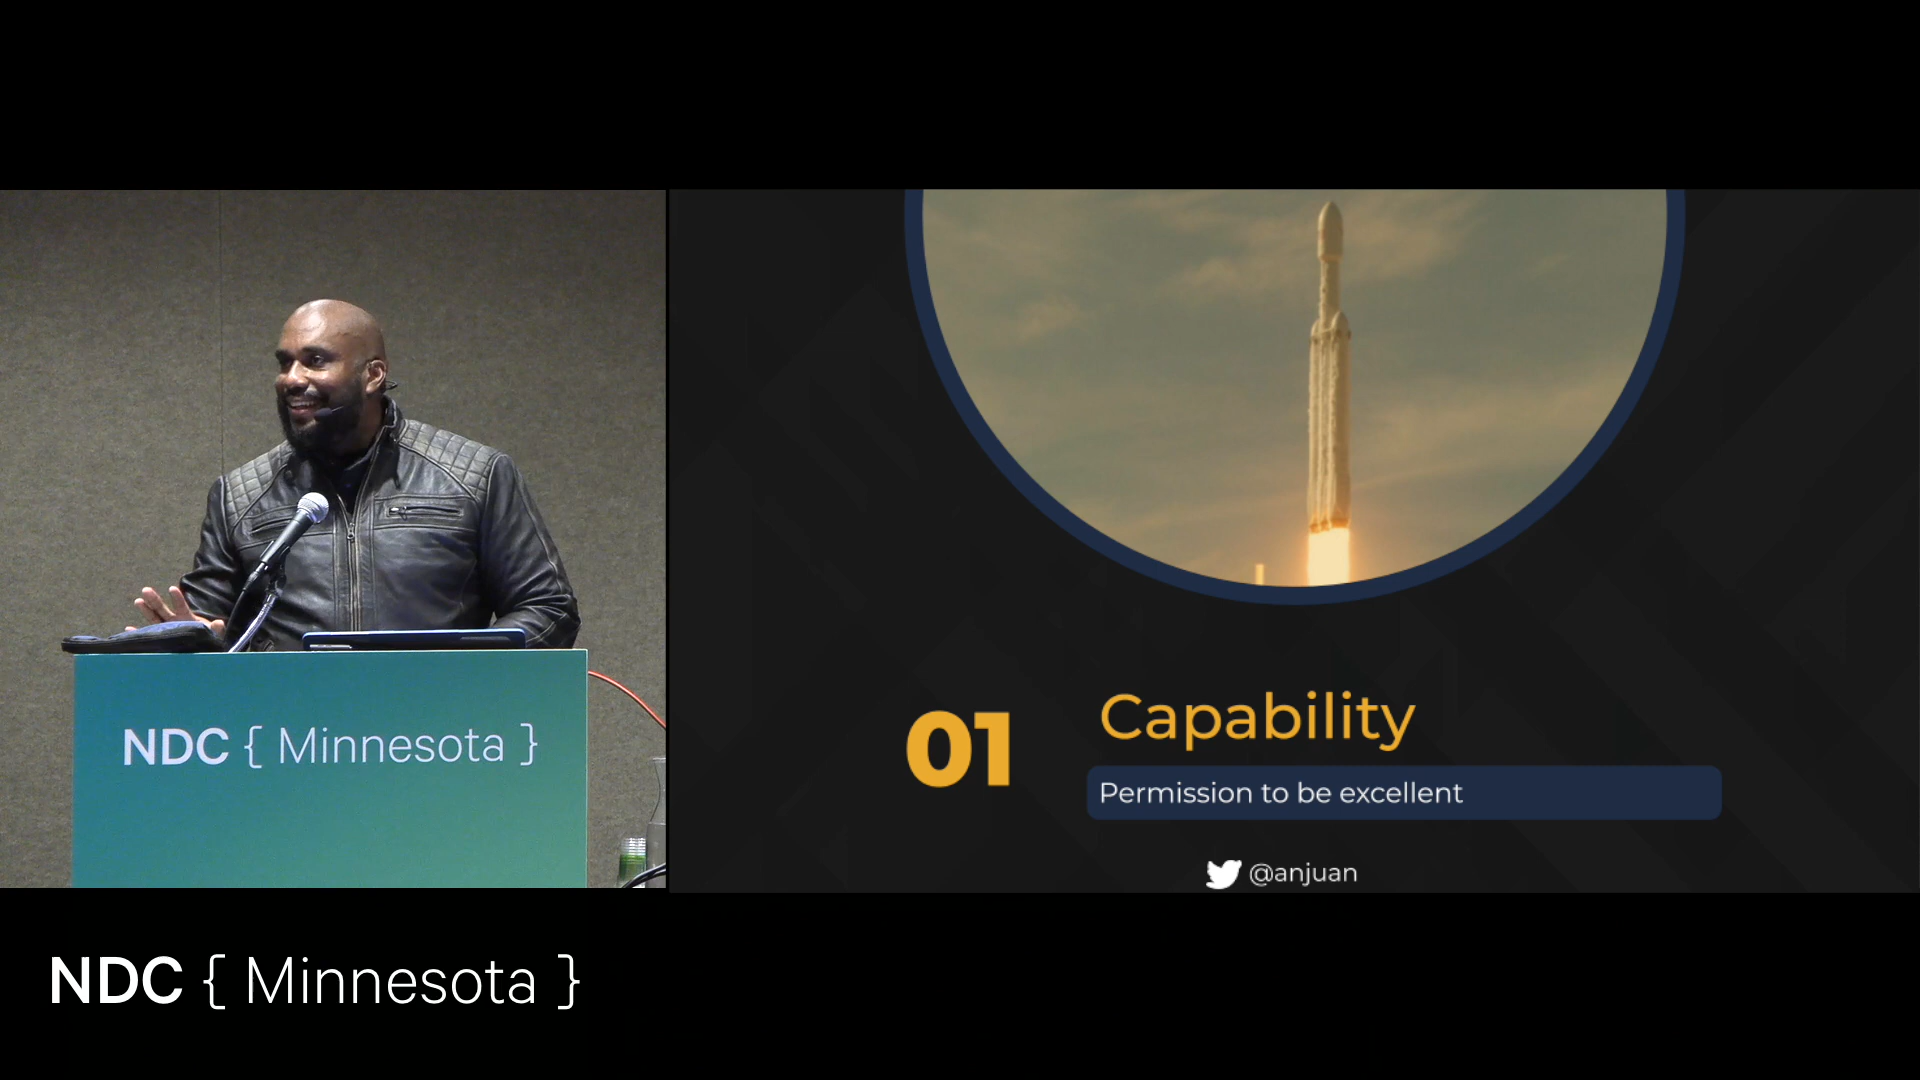 NDC { Minnesota }
01
Capability
Permission to be excellent
@anjuan
NDC { Minnesota }